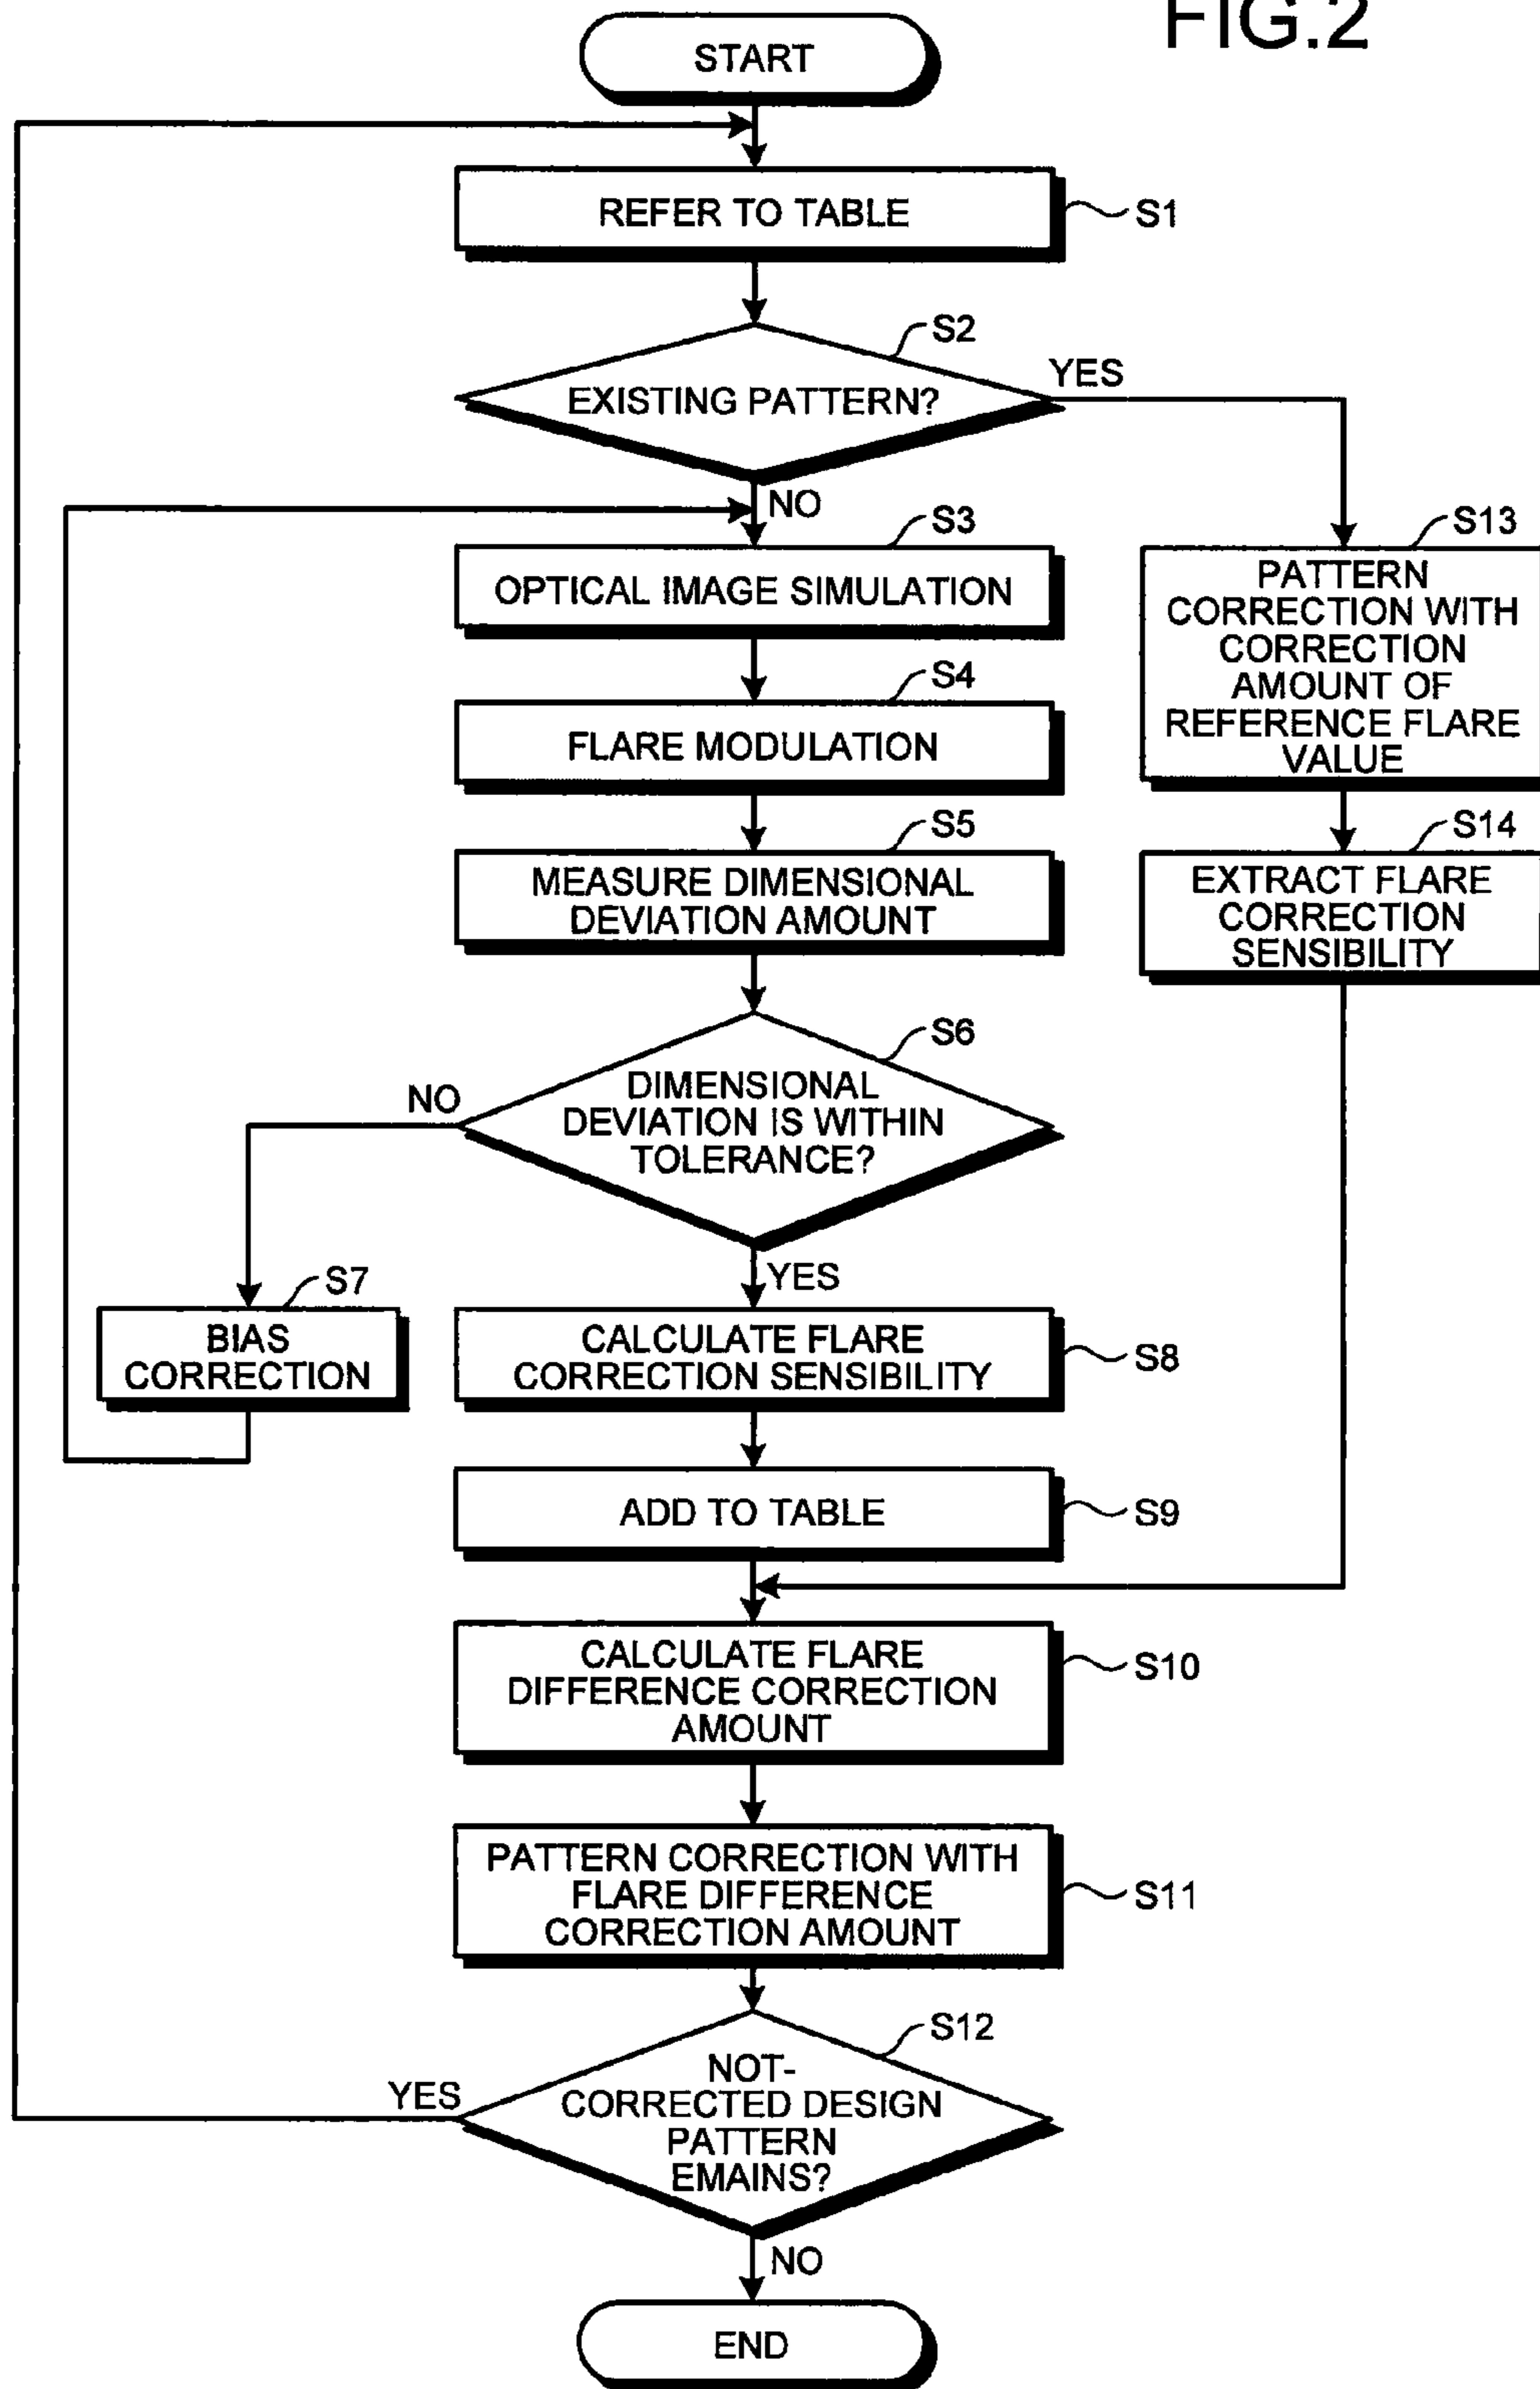 FIG.2
START
REFER TO TABLE
S1
S2
EXISTING PATTERN?
YES
NO
S3
OPTICAL IMAGE SIMULATION
S13
PATTERN
CORRECTION WITH
CORRECTION
AMOUNT OF
REFERENCE FLARE
VALUE
S4
FLARE MODULATION
S5
MEASURE DIMENSIONAL
DEVIATION AMOUNT
S14
EXTRACT FLARE
CORRECTION
SENSIBILITY
S6
DIMENSIONAL
DEVIATION IS WITHIN
TOLERANCE?
NO
YES
S7
BIAS
CORRECTION
CALCULATE FLARE
CORRECTION SENSIBILITY
S8
ADD TO TABLE
S9
CALCULATE FLARE
DIFFERENCE CORRECTION
AMOUNT
S10
PATTERN CORRECTION WITH
FLARE DIFFERENCE
CORRECTION AMOUNT
S11
S12
NOT-
CORRECTED DESIGN
PATTERN
EMAINS?
YES
NO
END